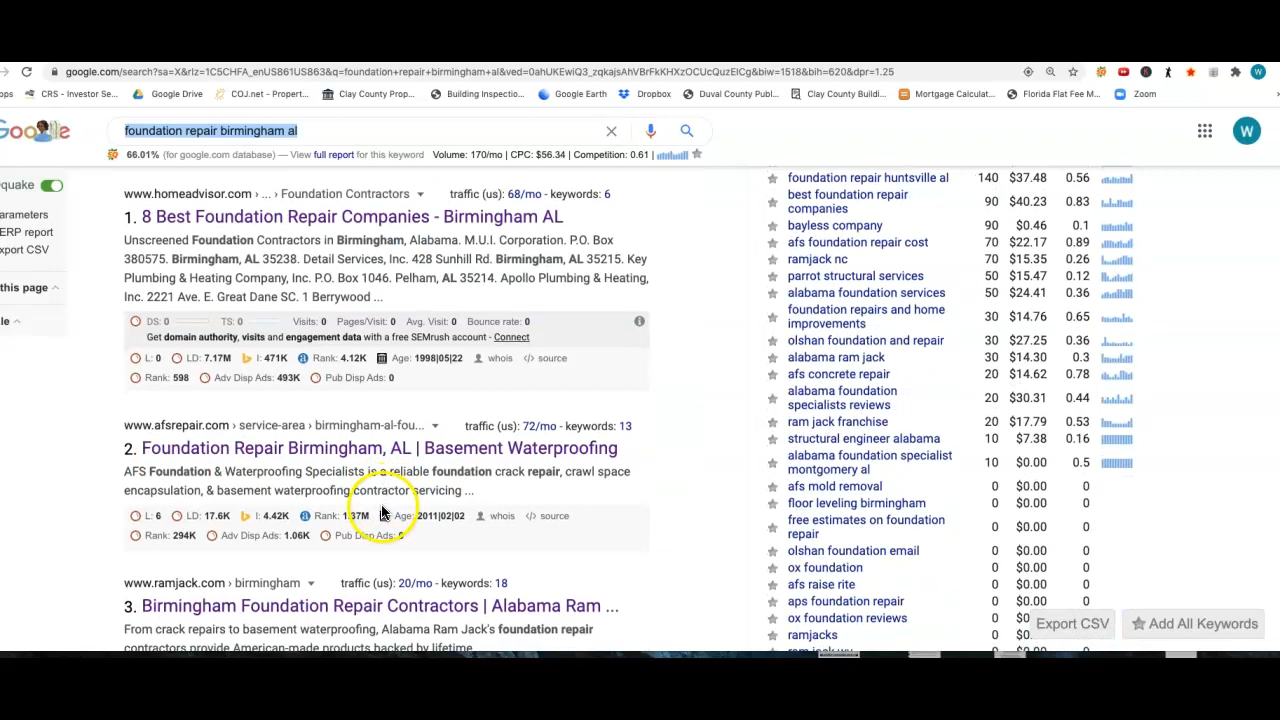 google.com/search?sa=X&rlz=1C5CHFA_enUS861US863&q=foundation+repair+birmingham+al&ved=0ahUKEwiQ3_zqkajsAhVBrFkKHXzOCUcQuzEICg&biw=1518&bih=620&dpr=1.25
CRS - Investor Se... Google Drive COJ.net - Propert... Clay County Prop... Building Inspectio... Google Earth Dropbox Duval County Publ... Clay County Buildi... Mortgage Calculat... Florida Flat Fee M... Zoom
foundation repair birmingham al
W
66.01% (for google.com database) — View full report for this keyword Volume: 170/mo | CPC: $56.34 | Competition: 0.61 |
quake
arameters
ERP report
xport CSV
this page
le
www.homeadvisor.com › ... › Foundation Contractors traffic (us): 68/mo - keywords: 6
1. 8 Best Foundation Repair Companies - Birmingham AL
Unscreened Foundation Contractors in Birmingham, Alabama. M.U.I. Corporation. P.O. Box
380575. Birmingham, AL 35238. Detail Services, Inc. 428 Sunhill Rd. Birmingham, AL 35215. Key
Plumbing & Heating Company, Inc. P.O. Box 1046. Pelham, AL 35214. Apollo Plumbing & Heating,
Inc. 2221 Ave. E. Great Dane SC. 1 Berrywood ...
DS: 0 TS: 0 Visits: 0 Pages/Visit: 0 Avg. Visit: 0 Bounce rate: 0
Get domain authority, visits and engagement data with a free SEMrush account - Connect
L: 0 LD: 7.17M I: 471K Rank: 4.12K Age: 1998|05|22 whois </> source
Rank: 598 Adv Disp Ads: 493K Pub Disp Ads: 0
www.afsrepair.com › service-area › birmingham-al-fou... traffic (us): 72/mo - keywords: 13
2. Foundation Repair Birmingham, AL | Basement Waterproofing
AFS Foundation & Waterproofing Specialists is a reliable foundation crack repair, crawl space
encapsulation, & basement waterproofing contractor servicing ...
L: 6 LD: 17.6K I: 4.42K Rank: 1.37M Age: 2011|02|02 whois </> source
Rank: 294K Adv Disp Ads: 1.06K Pub Disp Ads:
www.ramjack.com › birmingham traffic (us): 20/mo - keywords: 18
3. Birmingham Foundation Repair Contractors | Alabama Ram ...
From crack repairs to basement waterproofing, Alabama Ram Jack's foundation repair
contractors provide American-made products backed by lifetime
foundation repair huntsville al 140 $37.48 0.56
best foundation repair
companies 90 $40.23 0.83
bayless company 90 $0.46 0.1
afs foundation repair cost 70 $22.17 0.89
ramjack nc 70 $15.35 0.26
parrot structural services 50 $15.47 0.12
alabama foundation services 50 $24.41 0.36
foundation repairs and home
improvements 30 $14.76 0.65
olshan foundation and repair 30 $27.25 0.36
alabama ram jack 30 $14.30 0.3
afs concrete repair 20 $14.62 0.78
alabama foundation
specialists reviews 20 $30.31 0.44
ram jack franchise 20 $17.79 0.53
structural engineer alabama 10 $7.38 0.16
alabama foundation specialist
montgomery al 10 $0.00 0.5
afs mold removal 0 $0.00 0
floor leveling birmingham 0 $0.00 0
free estimates on foundation
repair 0 $0.00 0
olshan foundation email 0 $0.00 0
ox foundation 0 $0.00 0
afs raise rite 0 $0.00 0
aps foundation repair 0 $0.00 0
ox foundation reviews 0 $0.
ramjacks 0 $0.
Export CSV Add All Keywords